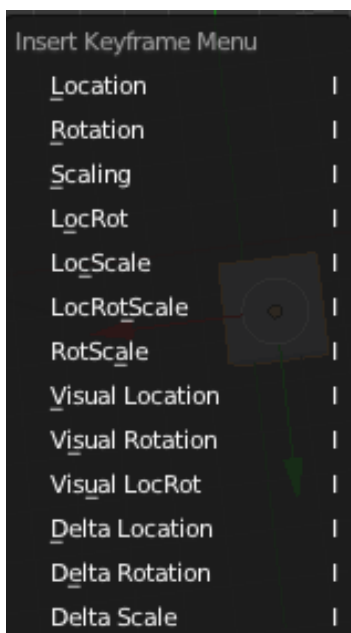 Insert Keyframe Menu
Location I
Rotation I
Scaling I
LocRot I
LocScale I
LocRotScale I
RotScale I
Visual Location I
Visual Rotation I
Visual LocRot I
Delta Location I
Delta Rotation I
Delta Scale I